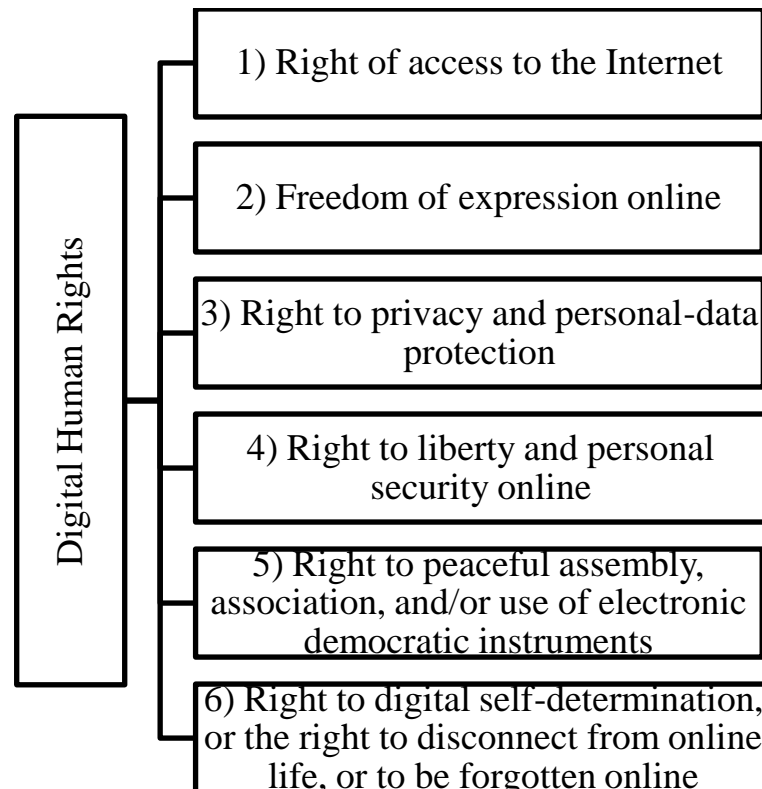 Digital Human Rights
1) Right of access to the Internet
2) Freedom of expression online
3) Right to privacy and personal-data
protection
4) Right to liberty and personal
security online
5) Right to peaceful assembly,
association, and/or use of electronic
democratic instruments
6) Right to digital self-determination,
or the right to disconnect from online
life, or to be forgotten online